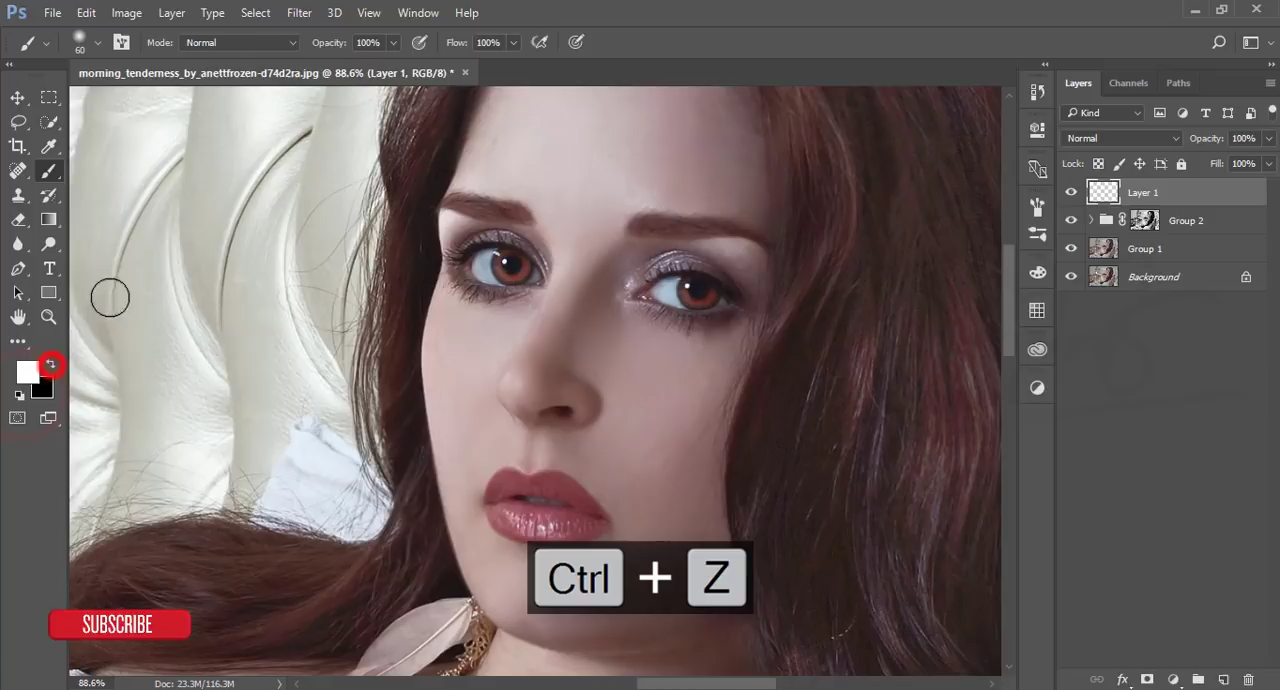 Ps File Edit Image Layer Type Select Filter 3D View Window Help
60 Mode: Normal Opacity: 100% Flow: 100%
morning_tenderness_by_anettfrozen-d74d2ra.jpg @ 88.6% (Layer 1, RGB/8) *
Layers Channels Paths
Kind
Normal Opacity: 100%
Lock: Fill: 100%
Layer 1
Group 2
Group 1
Background
Ctrl + Z
SUBSCRIBE
88.6% Doc: 23.3M/116.3M